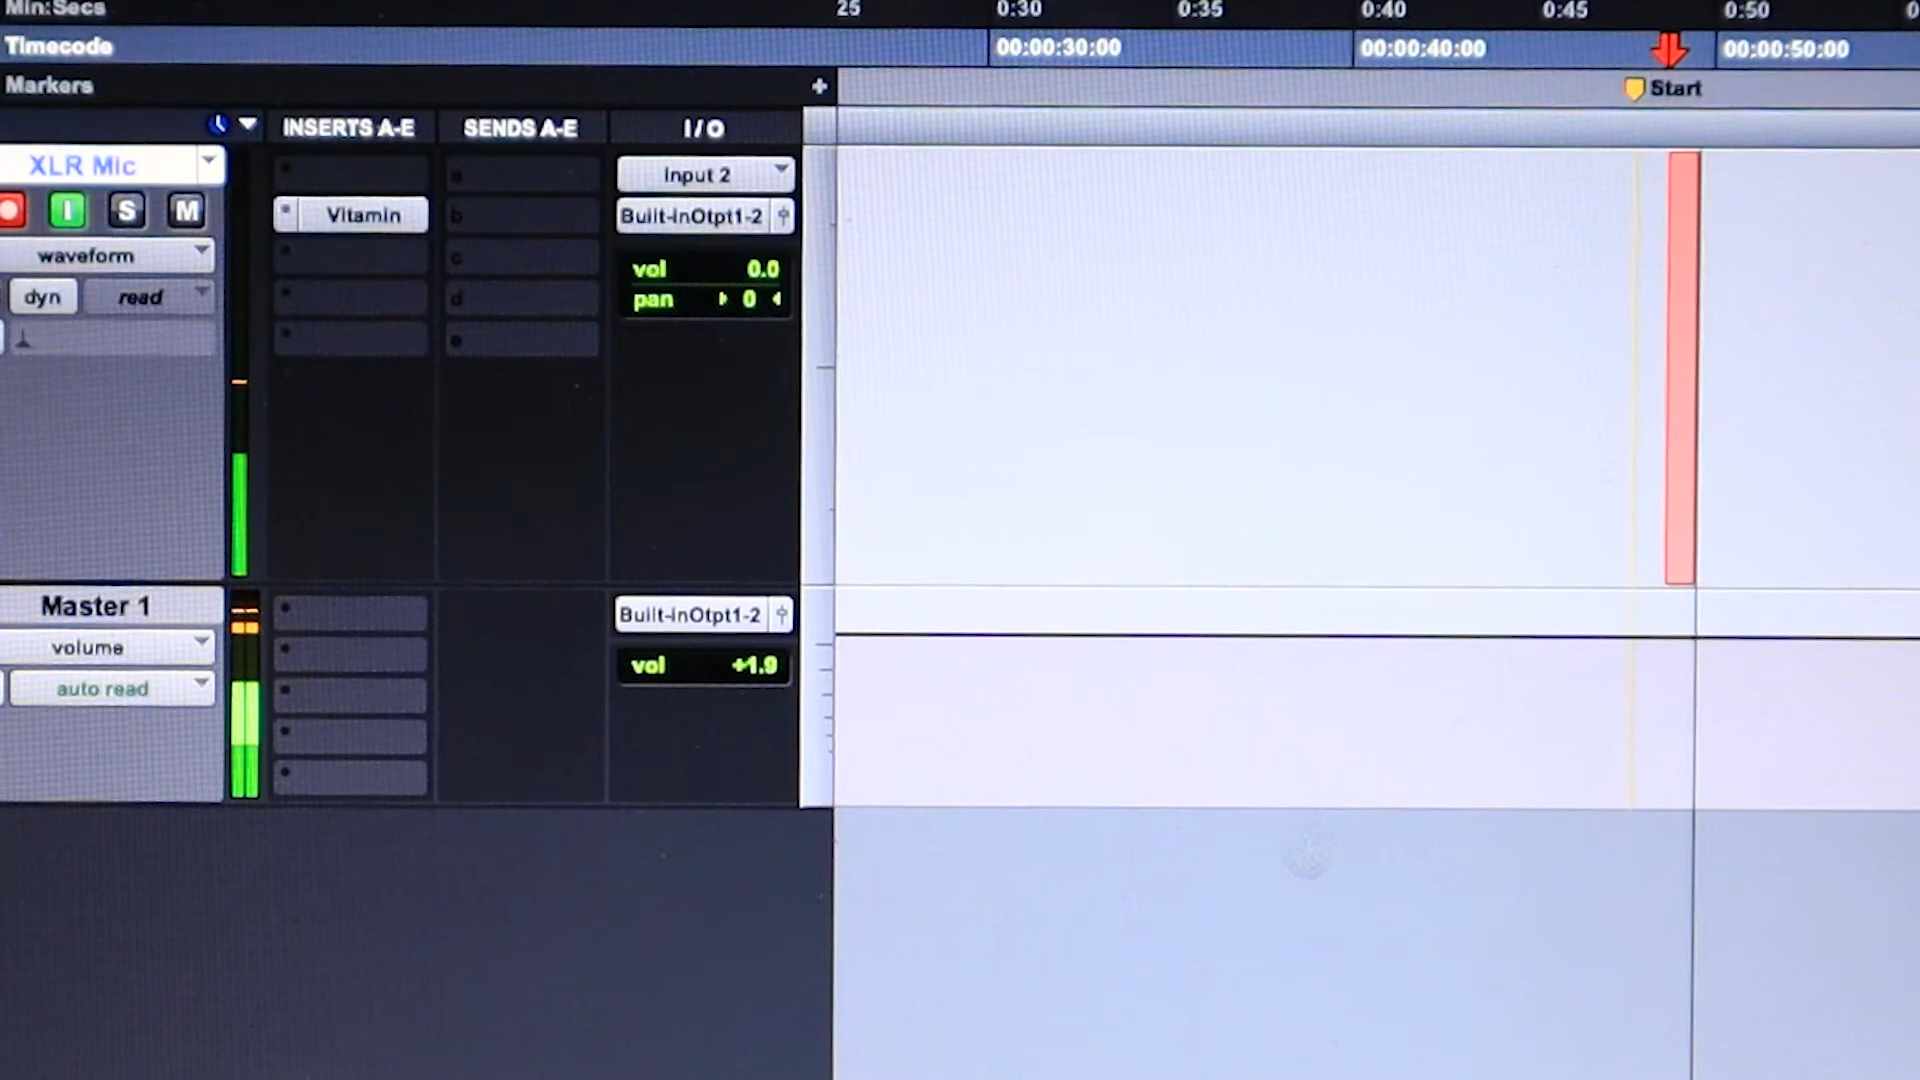 Min:Secs 25 0:30 0:35 0:40 0:45 0:50
Timecode 00:00:30:00 00:00:40:00 00:00:50:00
Markers + Start
INSERTS A-E SENDS A-E I/O
XLR Mic
Input 2
I S M
Vitamin
b
Built-inOtpt1-2
waveform
c
vol 0.0
dyn read
d
pan 0
Master 1
Built-inOtpt1-2
volume
vol +1.9
auto read